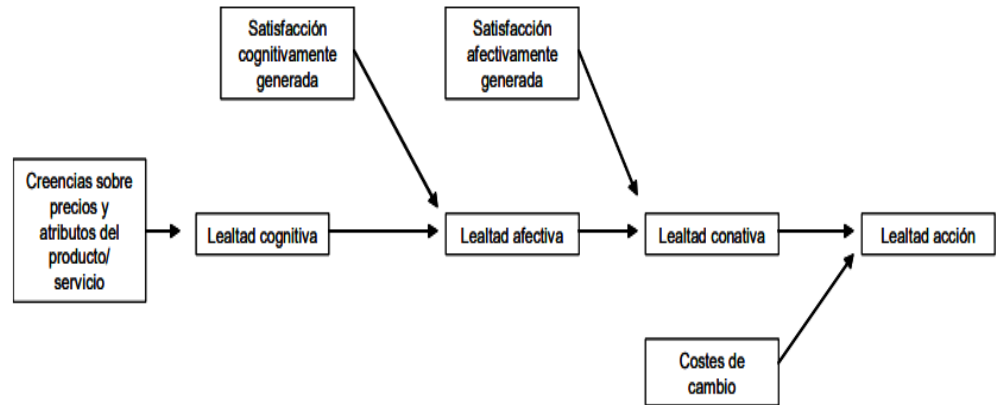 Satisfacción
cognitivamente
generada
Satisfacción
afectivamente
generada
Creencias sobre
precios y
atributos del
producto/
servicio
Lealtad cognitiva
Lealtad afectiva
Lealtad conativa
Lealtad acción
Costes de
cambio